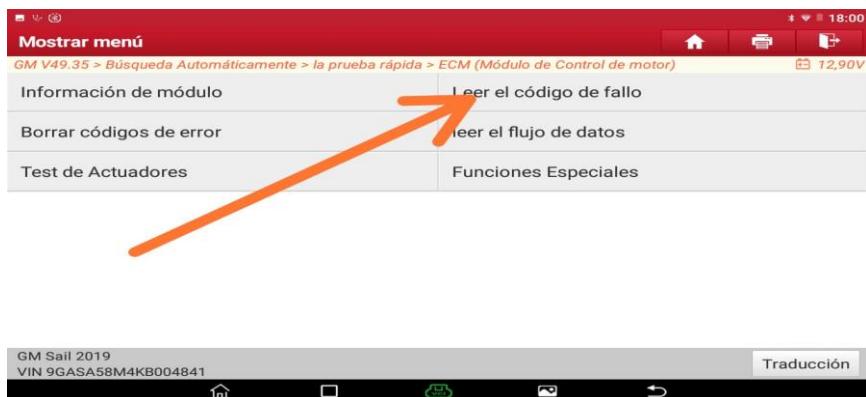 18:00
Mostrar menú
GM V49.35 > Búsqueda Automáticamente > la prueba rápida > ECM (Módulo de Control de motor) 12,90V
Información de módulo Leer el código de fallo
Borrar códigos de error leer el flujo de datos
Test de Actuadores Funciones Especiales
GM Sail 2019
VIN 9GASA58M4KB004841
Traducción